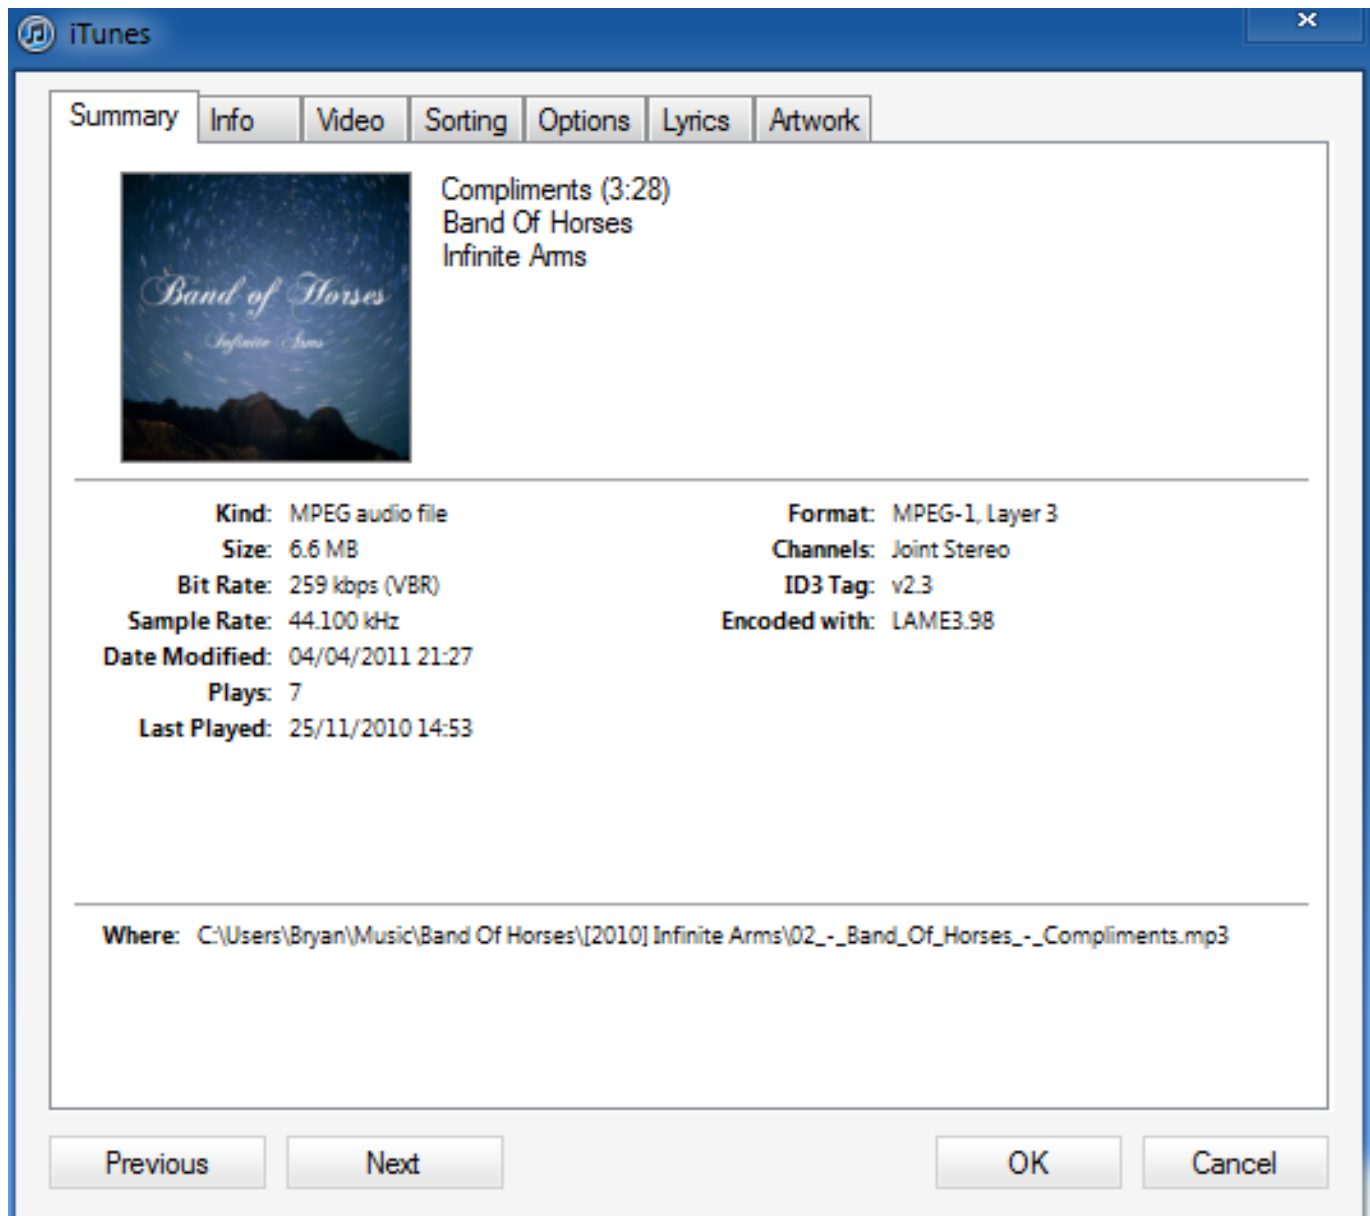 iTunes
Summary Info Video Sorting Options Lyrics Artwork
Band of Horses
Infinite Arms
Compliments (3:28)
Band Of Horses
Infinite Arms
Kind: MPEG audio file
Size: 6.6 MB
Bit Rate: 259 kbps (VBR)
Sample Rate: 44.100 kHz
Date Modified: 04/04/2011 21:27
Plays: 7
Last Played: 25/11/2010 14:53
Format: MPEG-1, Layer 3
Channels: Joint Stereo
ID3 Tag: v2.3
Encoded with: LAME3.98
Where: C:\Users\Bryan\Music\Band Of Horses\[2010] Infinite Arms\02_-_Band_Of_Horses_-_Compliments.mp3
Previous Next OK Cancel